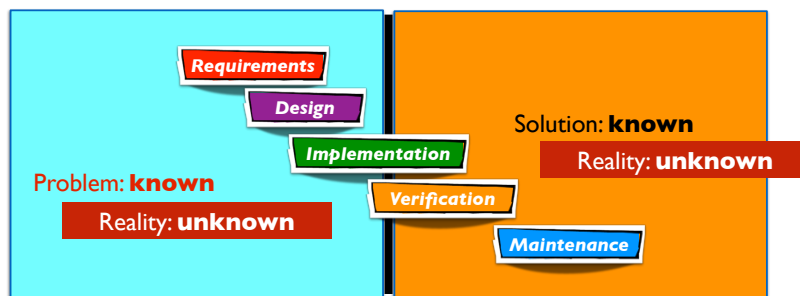 Requirements
Design
Implementation
Verification
Maintenance
Problem: known
Reality: unknown
Solution: known
Reality: unknown